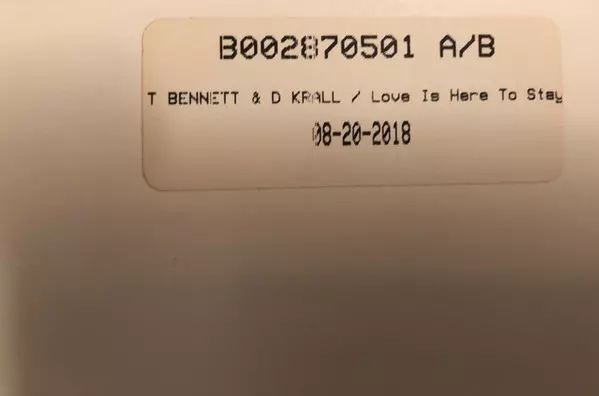 B002870501 A/B
T BENNETT & D KRALL / Love Is Here To Stay
08-20-2018